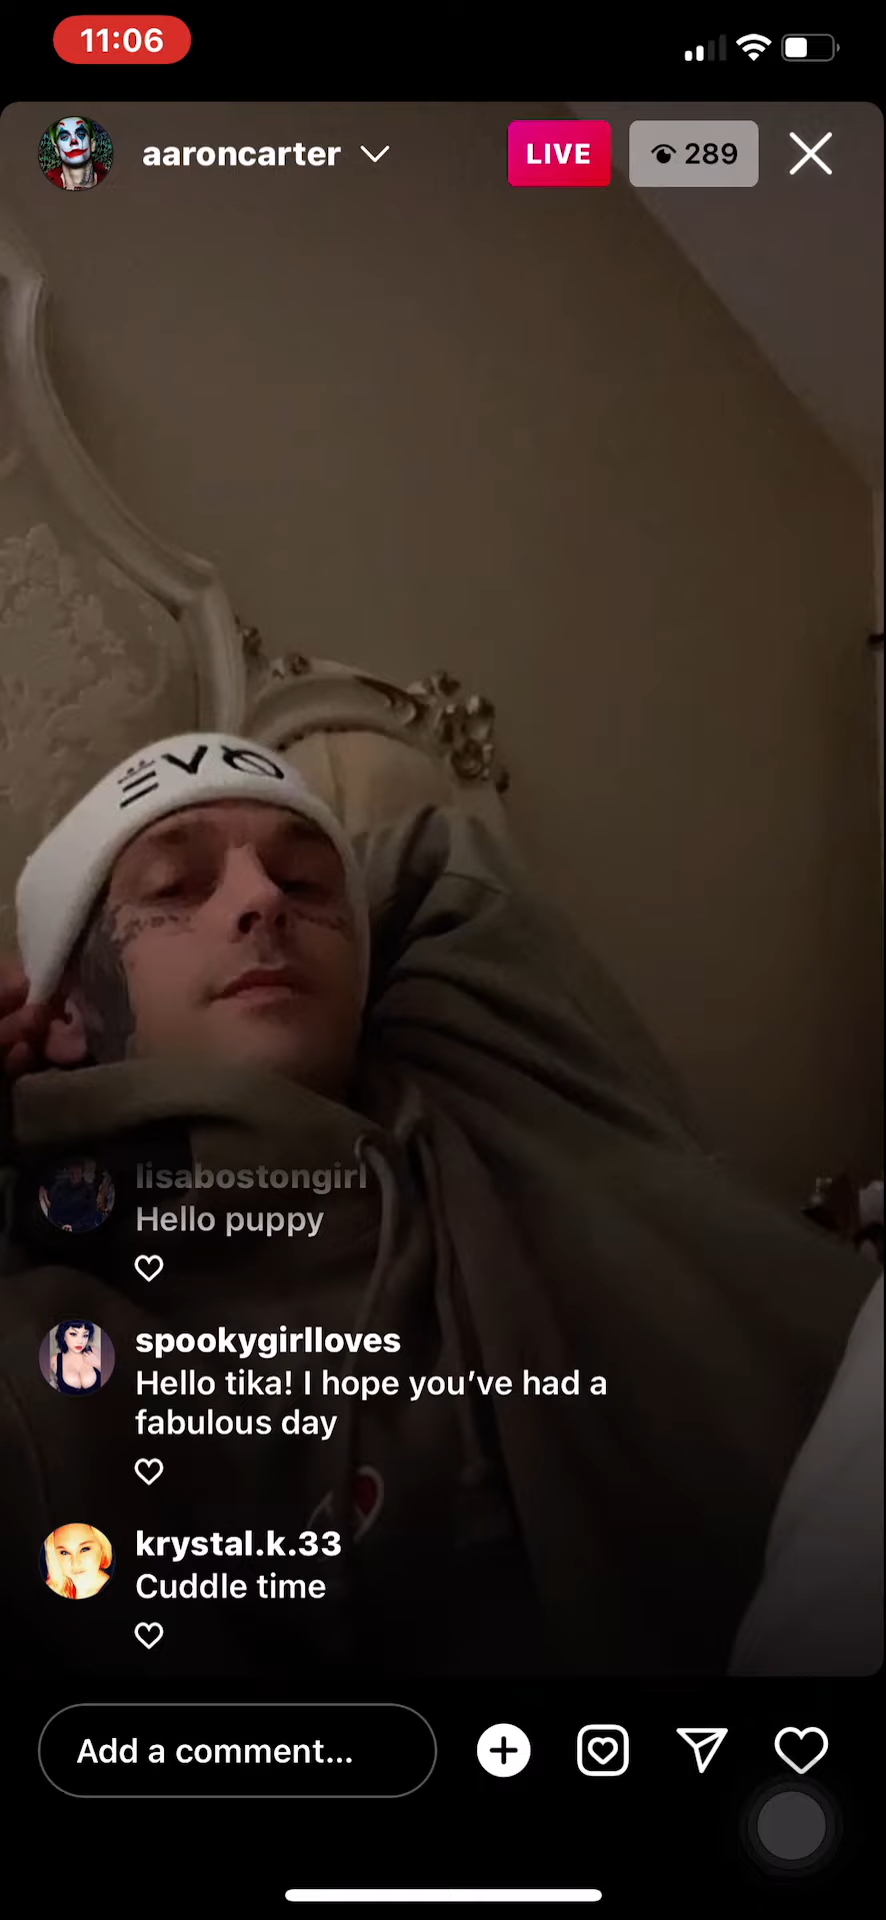 11:06
aaroncarter
LIVE
289
EVO
lisabostongirl
Hello puppy
spookygirlloves
Hello tika! I hope you’ve had a
fabulous day
krystal.k.33
Cuddle time
Add a comment...